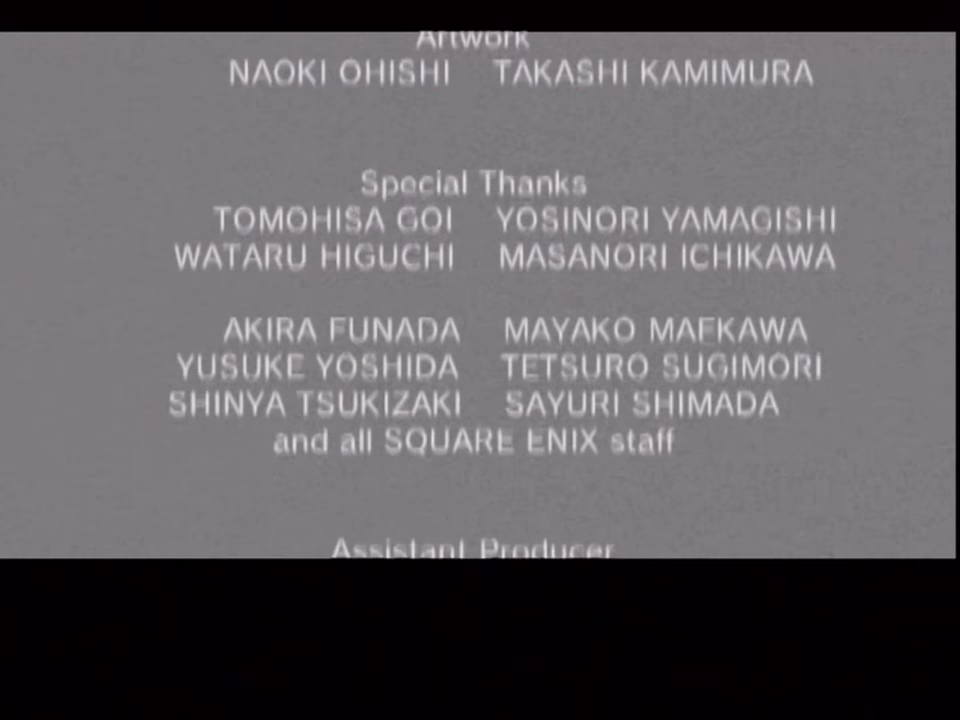 Artwork
NAOKI OHISHI TAKASHI KAMIMURA
Special Thanks
TOMOHISA GOI YOSINORI YAMAGISHI
WATARU HIGUCHI MASANORI ICHIKAWA
AKIRA FUNADA MAYAKO MAEKAWA
YUSUKE YOSHIDA TETSURO SUGIMORI
SHINYA TSUKIZAKI SAYURI SHIMADA
and all SQUARE ENIX staff
Assistant Producer